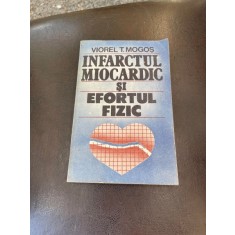 VIOREL T. MOGOȘ
INFARCTUL
MIOCARDIC
ȘI
EFORTUL
FIZIC